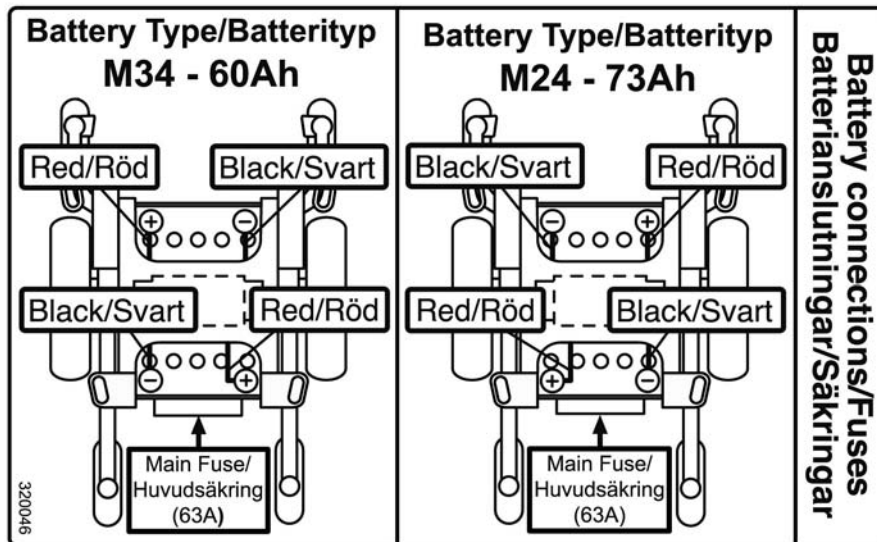 Battery Type/Batterityp
M34 - 60Ah
Red/Röd
Black/Svart
+
−
Black/Svart
Red/Röd
−
+
Main Fuse/
Huvudsäkring
(63A)
320046
Battery Type/Batterityp
M24 - 73Ah
Black/Svart
Red/Röd
−
+
Red/Röd
Black/Svart
+
−
Main Fuse/
Huvudsäkring
(63A)
Battery connections/Fuses
Batterianslutningar/Säkringar